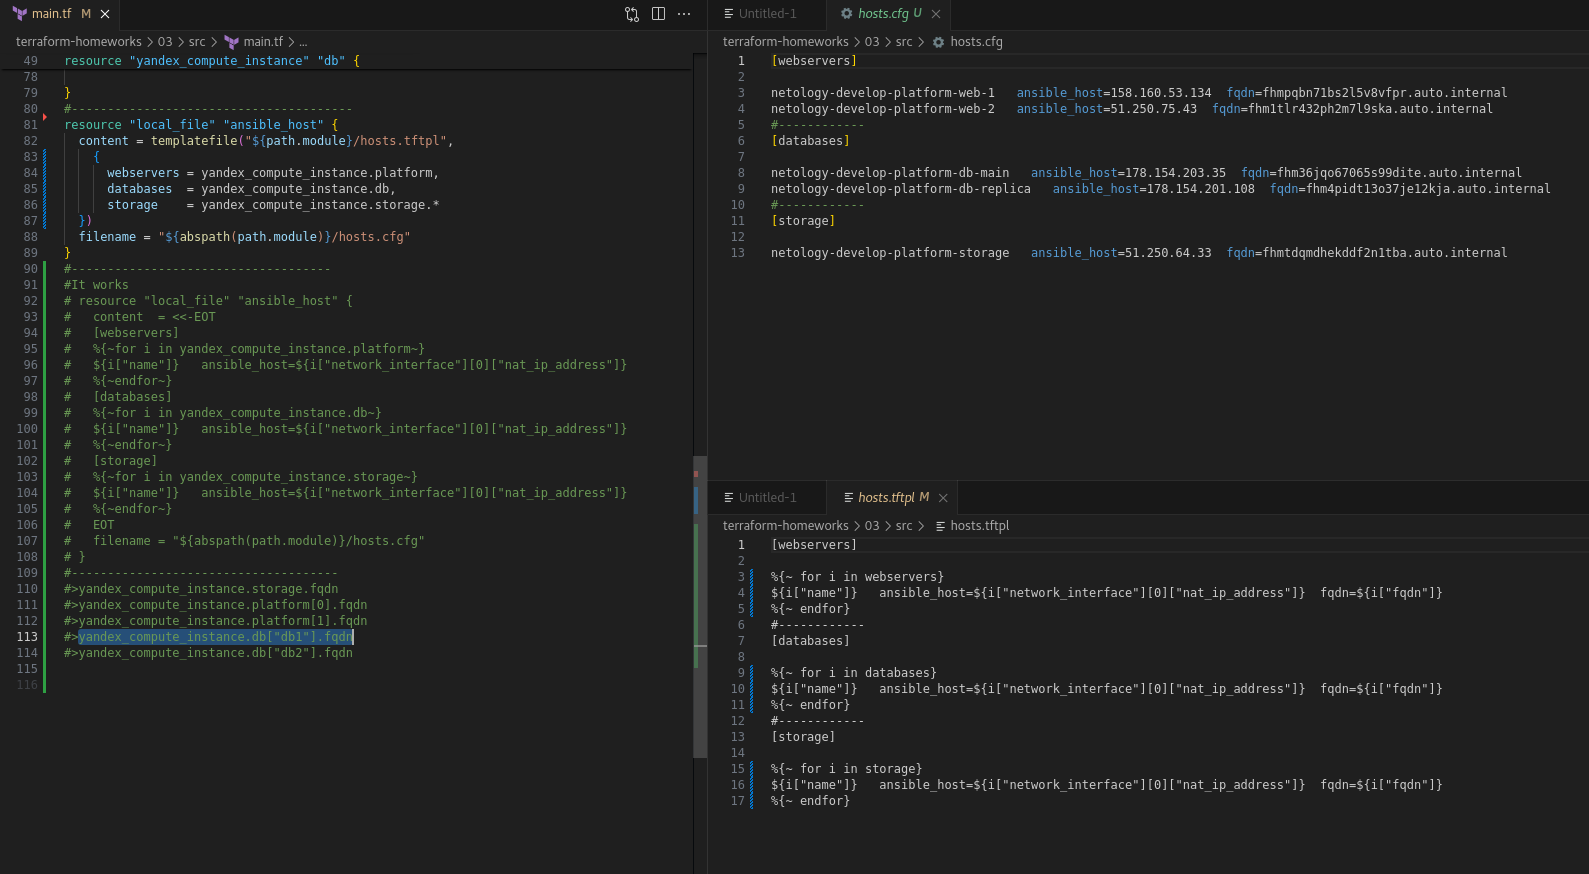 main.tf M
terraform-homeworks > 03 > src > main.tf > ...
49 resource "yandex_compute_instance" "db" {
78
79 }
80 #---------------------------------------
81 resource "local_file" "ansible_host" {
82   content = templatefile("${path.module}/hosts.tftpl",
83     {
84       webservers = yandex_compute_instance.platform,
85       databases  = yandex_compute_instance.db,
86       storage    = yandex_compute_instance.storage.*
87   })
88   filename = "${abspath(path.module)}/hosts.cfg"
89 }
90 #------------------------------------
91 #It works
92 # resource "local_file" "ansible_host" {
93 #   content  = <<-EOT
94 #   [webservers]
95 #   %{~for i in yandex_compute_instance.platform~}
96 #   ${i["name"]}   ansible_host=${i["network_interface"][0]["nat_ip_address"]}
97 #   %{~endfor~}
98 #   [databases]
99 #   %{~for i in yandex_compute_instance.db~}
100 #   ${i["name"]}   ansible_host=${i["network_interface"][0]["nat_ip_address"]}
101 #   %{~endfor~}
102 #   [storage]
103 #   %{~for i in yandex_compute_instance.storage~}
104 #   ${i["name"]}   ansible_host=${i["network_interface"][0]["nat_ip_address"]}
105 #   %{~endfor~}
106 #   EOT
107 #   filename = "${abspath(path.module)}/hosts.cfg"
108 # }
109 #-------------------------------------
110 #>yandex_compute_instance.storage.fqdn
111 #>yandex_compute_instance.platform[0].fqdn
112 #>yandex_compute_instance.platform[1].fqdn
113 #>yandex_compute_instance.db["db1"].fqdn
114 #>yandex_compute_instance.db["db2"].fqdn
115
116
Untitled-1 hosts.cfg U
terraform-homeworks > 03 > src > hosts.cfg
1 [webservers]
2
3 netology-develop-platform-web-1   ansible_host=158.160.53.134  fqdn=fhmpqbn71bs2l5v8vfpr.auto.internal
4 netology-develop-platform-web-2   ansible_host=51.250.75.43  fqdn=fhm1tlr432ph2m7l9ska.auto.internal
5 #------------
6 [databases]
7
8 netology-develop-platform-db-main   ansible_host=178.154.203.35  fqdn=fhm36jqo67065s99dite.auto.internal
9 netology-develop-platform-db-replica   ansible_host=178.154.201.108  fqdn=fhm4pidt13o37je12kja.auto.internal
10 #------------
11 [storage]
12
13 netology-develop-platform-storage   ansible_host=51.250.64.33  fqdn=fhmtdqmdhekddf2n1tba.auto.internal
Untitled-1 hosts.tftpl M
terraform-homeworks > 03 > src > hosts.tftpl
1 [webservers]
2
3 %{~ for i in webservers}
4 ${i["name"]}   ansible_host=${i["network_interface"][0]["nat_ip_address"]}  fqdn=${i["fqdn"]}
5 %{~ endfor}
6 #------------
7 [databases]
8
9 %{~ for i in databases}
10 ${i["name"]}   ansible_host=${i["network_interface"][0]["nat_ip_address"]}  fqdn=${i["fqdn"]}
11 %{~ endfor}
12 #------------
13 [storage]
14
15 %{~ for i in storage}
16 ${i["name"]}   ansible_host=${i["network_interface"][0]["nat_ip_address"]}  fqdn=${i["fqdn"]}
17 %{~ endfor}